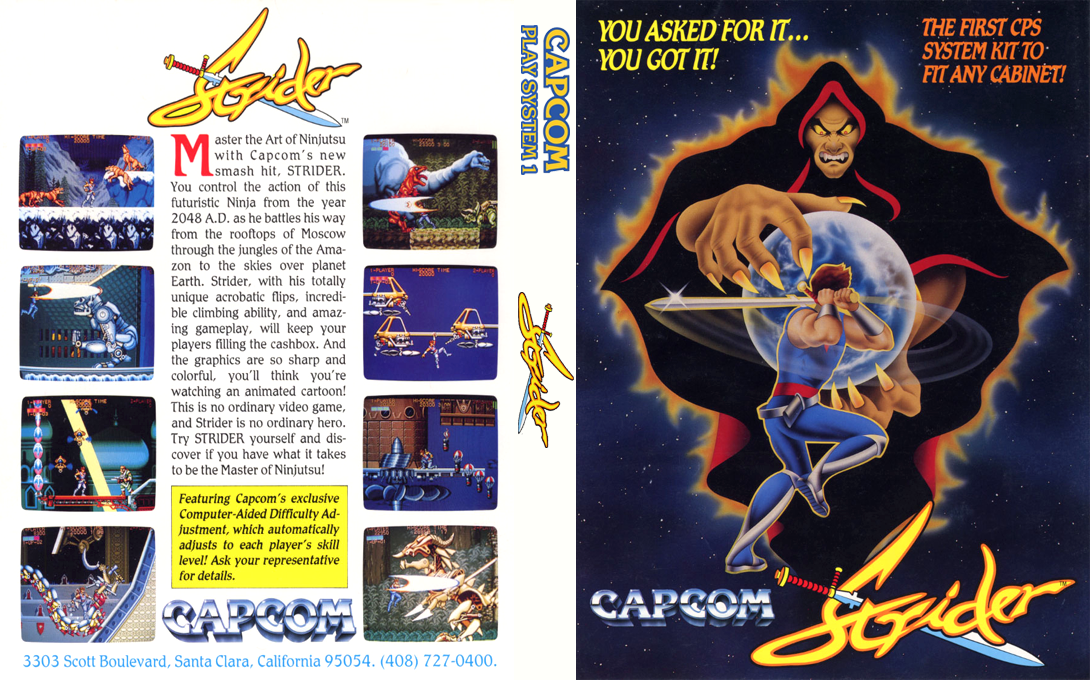 Strider
TM
Master the Art of Ninjutsu
with Capcom's new
smash hit, STRIDER.
You control the action of this
futuristic Ninja from the year
2048 A.D. as he battles his way
from the rooftops of Moscow
through the jungles of the Ama-
zon to the skies over planet
Earth. Strider, with his totally
unique acrobatic flips, incredi-
ble climbing ability, and amaz-
ing gameplay, will keep your
players filling the cashbox. And
the graphics are so sharp and
colorful, you'll think you're
watching an animated cartoon!
This is no ordinary video game,
and Strider is no ordinary hero.
Try STRIDER yourself and dis-
cover if you have what it takes
to be the Master of Ninjutsu!
Featuring Capcom's exclusive
Computer-Aided Difficulty Ad-
justment, which automatically
adjusts to each player's skill
level! Ask your representative
for details.
CAPCOM
3303 Scott Boulevard, Santa Clara, California 95054. (408) 727-0400.
CAPCOM
PLAY SYSTEM 1
Strider
YOU ASKED FOR IT...
YOU GOT IT!
THE FIRST CPS
SYSTEM KIT TO
FIT ANY CABINET!
CAPCOM
Strider
TM